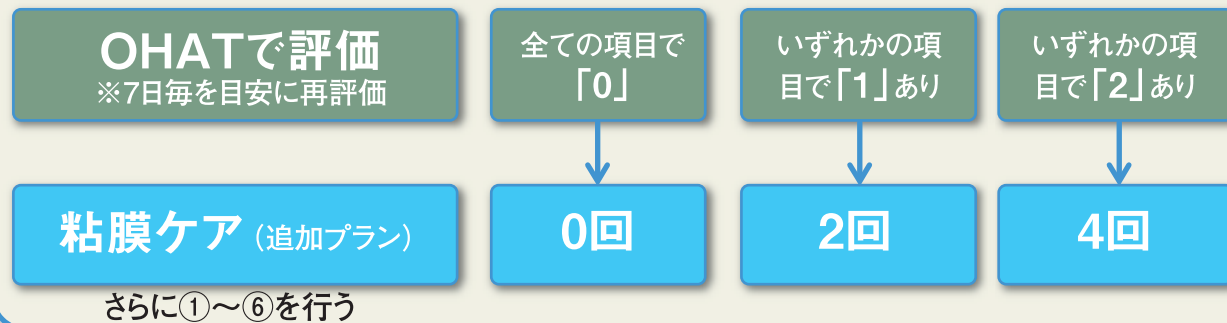 OHATで評価
※7日毎を目安に再評価
全ての項目で
「0」
いずれかの項
目で「1」あり
いずれかの項
目で「2」あり
粘膜ケア（追加プラン）
0回
2回
4回
さらに①〜⑥を行う